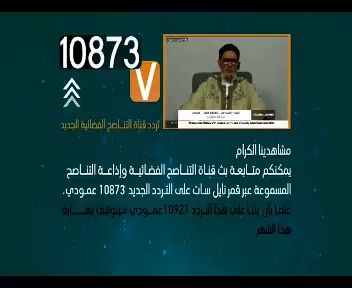 10873
V
تردد قناة التناصح الفضائية الجديد
مشاهدينا الكرام
يمكنكم متابعة بث قناة التناصح الفضائية وإذاعة التناصح
المسموعة عبر قمر نايل سات على التردد الجديد 10873 عمودي.
علما بأن بثنا على هذا التردد 10921 عمودي سيتوقف بنهاية
هذا الشهر